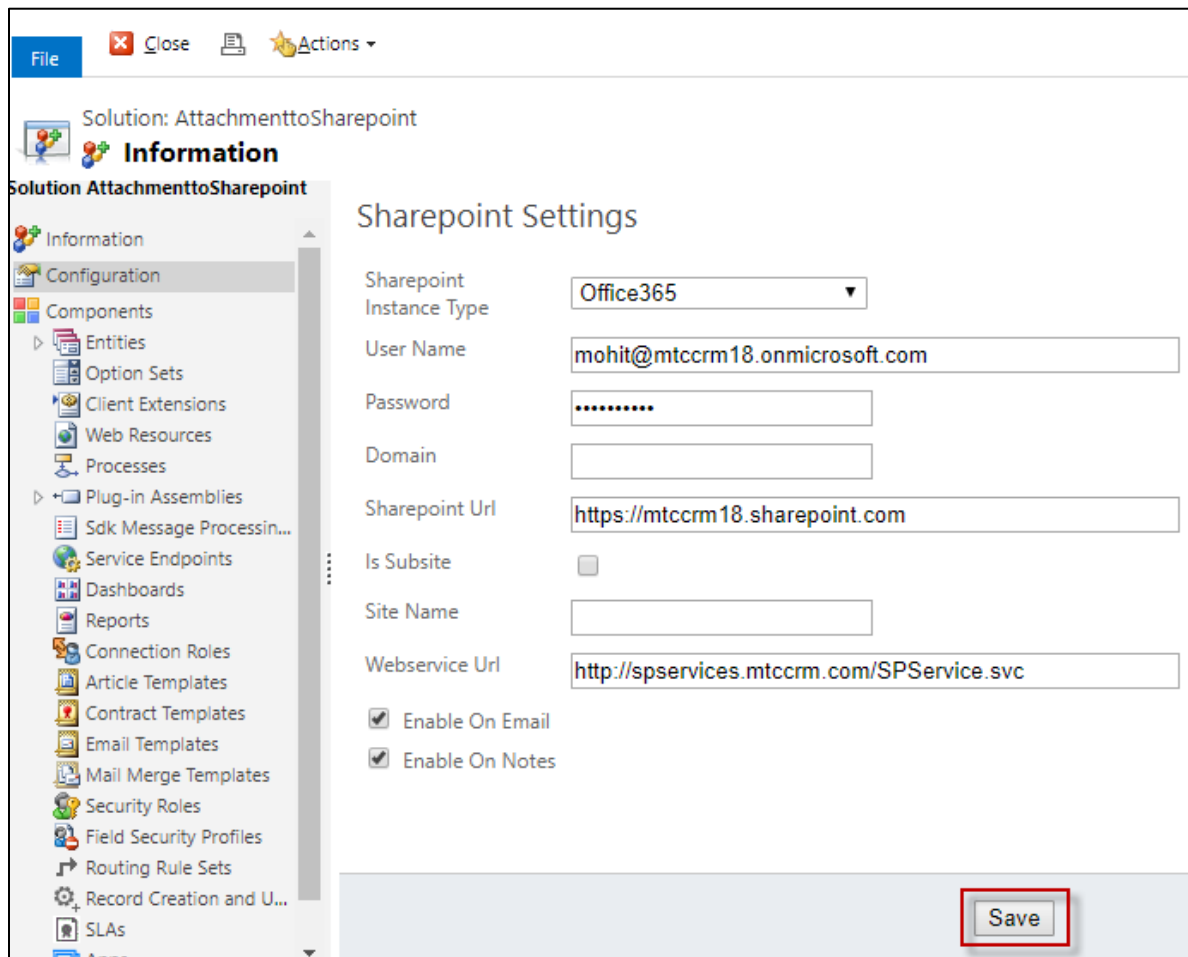 File
Close
Actions
Solution: AttachmenttoSharepoint
Information
Solution AttachmenttoSharepoint
Information
Configuration
Components
Entities
Option Sets
Client Extensions
Web Resources
Processes
Plug-in Assemblies
Sdk Message Processin...
Service Endpoints
Dashboards
Reports
Connection Roles
Article Templates
Contract Templates
Email Templates
Mail Merge Templates
Security Roles
Field Security Profiles
Routing Rule Sets
Record Creation and U...
SLAs
Apps
Sharepoint Settings
Sharepoint
Instance Type
Office365
User Name
mohit@mtccrm18.onmicrosoft.com
Password
••••••••••
Domain
Sharepoint Url
https://mtccrm18.sharepoint.com
Is Subsite
Site Name
Webservice Url
http://spservices.mtccrm.com/SPService.svc
Enable On Email
Enable On Notes
Save